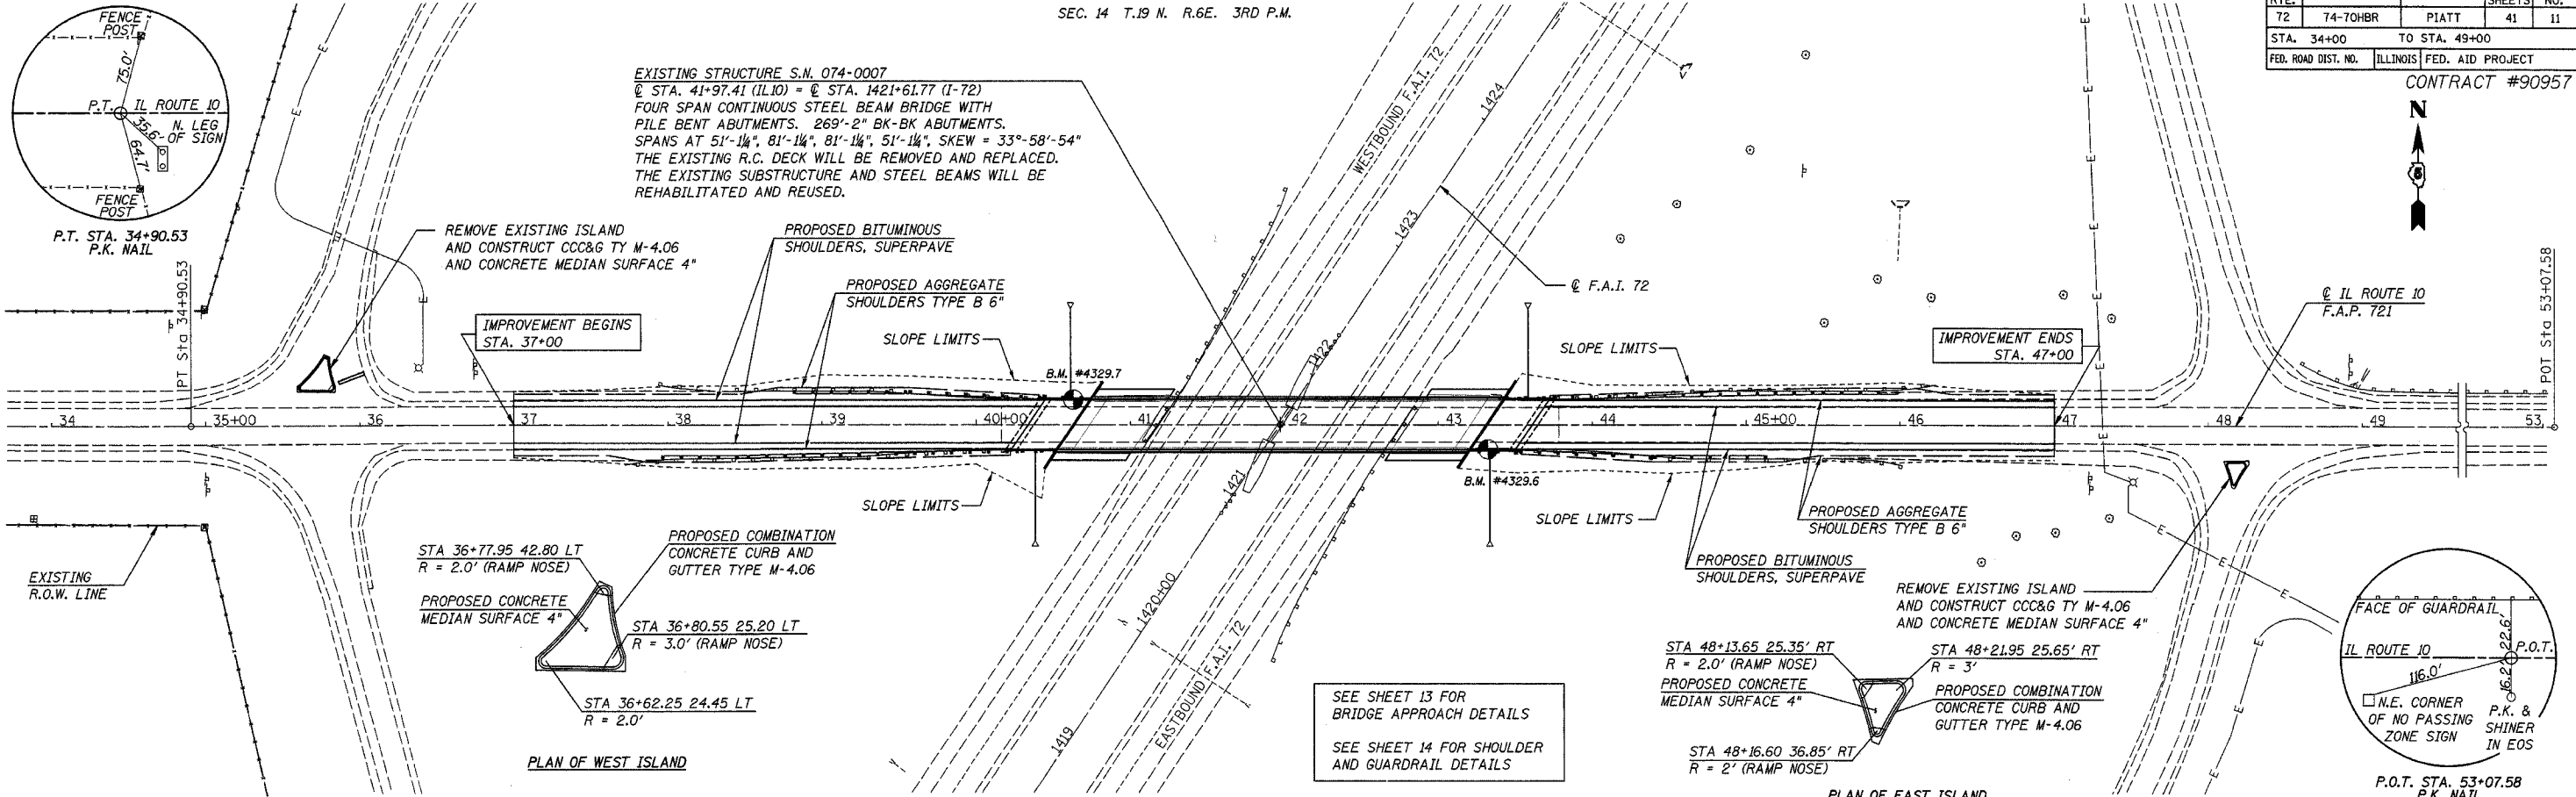 SEC. 14 T.19 N. R.6E. 3RD P.M.
RTE. SHEETS NO.
72 74-70HBR PIATT 41 11
STA. 34+00 TO STA. 49+00
FED. ROAD DIST. NO. ILLINOIS FED. AID PROJECT
CONTRACT #90957
N
FENCE
POST
75.0'
P.T. IL ROUTE 10
35.6'
N. LEG
OF SIGN
64.7'
FENCE
POST
P.T. STA. 34+90.53
P.K. NAIL
EXISTING STRUCTURE S.N. 074-0007
℄ STA. 41+97.41 (IL10) = ℄ STA. 1421+61.77 (I-72)
FOUR SPAN CONTINUOUS STEEL BEAM BRIDGE WITH
PILE BENT ABUTMENTS. 269'-2" BK-BK ABUTMENTS.
SPANS AT 51'-1¼", 81'-1¼", 81'-1¼", 51'-1¼", SKEW = 33°-58'-54"
THE EXISTING R.C. DECK WILL BE REMOVED AND REPLACED.
THE EXISTING SUBSTRUCTURE AND STEEL BEAMS WILL BE
REHABILITATED AND REUSED.
REMOVE EXISTING ISLAND
AND CONSTRUCT CCC&G TY M-4.06
AND CONCRETE MEDIAN SURFACE 4"
PROPOSED BITUMINOUS
SHOULDERS, SUPERPAVE
PROPOSED AGGREGATE
SHOULDERS TYPE B 6"
IMPROVEMENT BEGINS
STA. 37+00
SLOPE LIMITS
B.M. #4329.7
WESTBOUND F.A.I. 72
1424
1423
1422
℄ F.A.I. 72
SLOPE LIMITS
IMPROVEMENT ENDS
STA. 47+00
℄ IL ROUTE 10
F.A.P. 721
PT Sta 34+90.53
POT Sta 53+07.58
34 35+00 36 37 38 39 40+00 41 42 43 44 45+00 46 47 48 49 53
1421
B.M. #4329.6
SLOPE LIMITS
SLOPE LIMITS
1420+00
1419
EASTBOUND F.A.I. 72
EXISTING
R.O.W. LINE
STA 36+77.95 42.80 LT
R = 2.0' (RAMP NOSE)
PROPOSED COMBINATION
CONCRETE CURB AND
GUTTER TYPE M-4.06
PROPOSED CONCRETE
MEDIAN SURFACE 4"
STA 36+80.55 25.20 LT
R = 3.0' (RAMP NOSE)
STA 36+62.25 24.45 LT
R = 2.0'
PLAN OF WEST ISLAND
SEE SHEET 13 FOR
BRIDGE APPROACH DETAILS
SEE SHEET 14 FOR SHOULDER
AND GUARDRAIL DETAILS
PROPOSED AGGREGATE
SHOULDERS TYPE B 6"
PROPOSED BITUMINOUS
SHOULDERS, SUPERPAVE
REMOVE EXISTING ISLAND
AND CONSTRUCT CCC&G TY M-4.06
AND CONCRETE MEDIAN SURFACE 4"
STA 48+13.65 25.35' RT
R = 2.0' (RAMP NOSE)
PROPOSED CONCRETE
MEDIAN SURFACE 4"
STA 48+21.95 25.65' RT
R = 3'
PROPOSED COMBINATION
CONCRETE CURB AND
GUTTER TYPE M-4.06
STA 48+16.60 36.85' RT
R = 2' (RAMP NOSE)
PLAN OF EAST ISLAND
FACE OF GUARDRAIL
22.6'
IL ROUTE 10 P.O.T.
116.0'
16.2'
N.E. CORNER
OF NO PASSING
ZONE SIGN
P.K. &
SHINER
IN EOS
P.O.T. STA. 53+07.58
P.K. NAIL